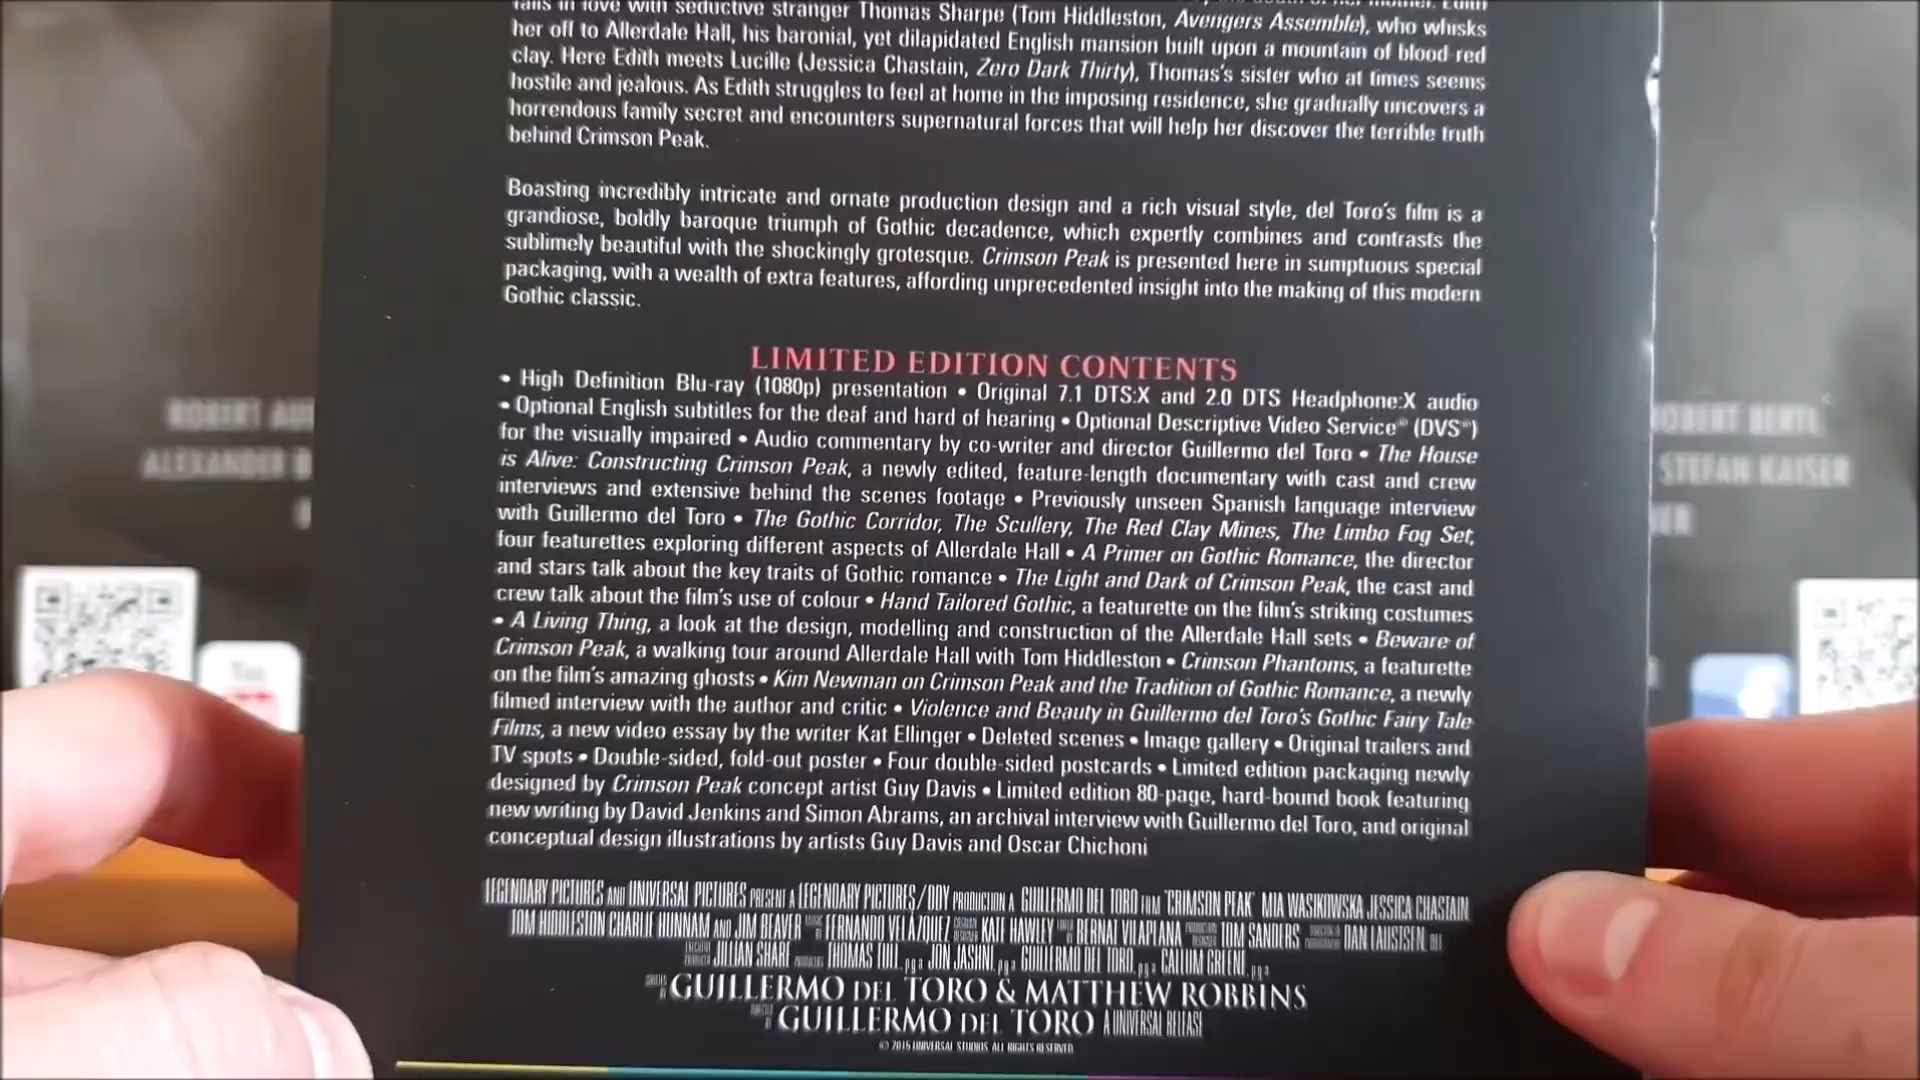 falls in love with seductive stranger Thomas Sharpe (Tom Hiddleston, Avengers Assemble), who whisks
her off to Allerdale Hall, his baronial, yet dilapidated English mansion built upon a mountain of blood-red
clay. Here Edith meets Lucille (Jessica Chastain, Zero Dark Thirty), Thomas's sister who at times seems
hostile and jealous. As Edith struggles to feel at home in the imposing residence, she gradually uncovers a
horrendous family secret and encounters supernatural forces that will help her discover the terrible truth
behind Crimson Peak.
Boasting incredibly intricate and ornate production design and a rich visual style, del Toro's film is a
grandiose, boldly baroque triumph of Gothic decadence, which expertly combines and contrasts the
sublimely beautiful with the shockingly grotesque. Crimson Peak is presented here in sumptuous special
packaging, with a wealth of extra features, affording unprecedented insight into the making of this modern
Gothic classic.
LIMITED EDITION CONTENTS
• High Definition Blu-ray (1080p) presentation • Original 7.1 DTS:X and 2.0 DTS Headphone:X audio
• Optional English subtitles for the deaf and hard of hearing • Optional Descriptive Video Service® (DVS®)
for the visually impaired • Audio commentary by co-writer and director Guillermo del Toro • The House
is Alive: Constructing Crimson Peak, a newly edited, feature-length documentary with cast and crew
interviews and extensive behind the scenes footage • Previously unseen Spanish language interview
with Guillermo del Toro • The Gothic Corridor, The Scullery, The Red Clay Mines, The Limbo Fog Set,
four featurettes exploring different aspects of Allerdale Hall • A Primer on Gothic Romance, the director
and stars talk about the key traits of Gothic romance • The Light and Dark of Crimson Peak, the cast and
crew talk about the film's use of colour • Hand Tailored Gothic, a featurette on the film's striking costumes
• A Living Thing, a look at the design, modelling and construction of the Allerdale Hall sets • Beware of
Crimson Peak, a walking tour around Allerdale Hall with Tom Hiddleston • Crimson Phantoms, a featurette
on the film's amazing ghosts • Kim Newman on Crimson Peak and the Tradition of Gothic Romance, a newly
filmed interview with the author and critic • Violence and Beauty in Guillermo del Toro's Gothic Fairy Tale
Films, a new video essay by the writer Kat Ellinger • Deleted scenes • Image gallery • Original trailers and
TV spots • Double-sided, fold-out poster • Four double-sided postcards • Limited edition packaging newly
designed by Crimson Peak concept artist Guy Davis • Limited edition 80-page, hard-bound book featuring
new writing by David Jenkins and Simon Abrams, an archival interview with Guillermo del Toro, and original
conceptual design illustrations by artists Guy Davis and Oscar Chichoni
LEGENDARY PICTURES AND UNIVERSAL PICTURES PRESENT A LEGENDARY PICTURES/DDY PRODUCTION A GUILLERMO DEL TORO FILM "CRIMSON PEAK" MIA WASIKOWSKA JESSICA CHASTAIN
TOM HIDDLESTON CHARLIE HUNNAM AND JIM BEAVER FERNANDO VELÁZQUEZ KATE HAWLEY BERNAT VILAPLANA TOM SANDERS DAN LAUSTSEN
JILLIAN SHARE THOMAS TULL, p.g.a. JON JASHNI, p.g.a. GUILLERMO DEL TORO, p.g.a. CALLUM GREENE, p.g.a.
GUILLERMO DEL TORO & MATTHEW ROBBINS
GUILLERMO DEL TORO A UNIVERSAL RELEASE
© 2015 UNIVERSAL STUDIOS. ALL RIGHTS RESERVED.
ROBERT
ALEXANDER
ROBERT BERTL
STEFAN KAISER